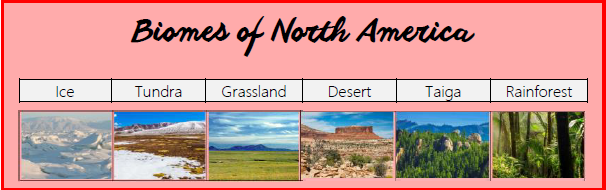 Biomes of North America
Ice Tundra Grassland Desert Taiga Rainforest